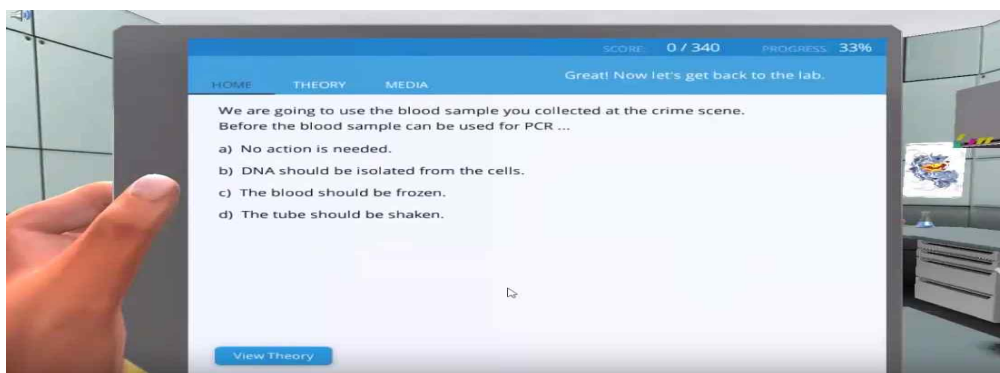 SCORE: 0 / 340 PROGRESS: 33%
HOME THEORY MEDIA Great! Now let's get back to the lab.
We are going to use the blood sample you collected at the crime scene.
Before the blood sample can be used for PCR ...
a) No action is needed.
b) DNA should be isolated from the cells.
c) The blood should be frozen.
d) The tube should be shaken.
View Theory